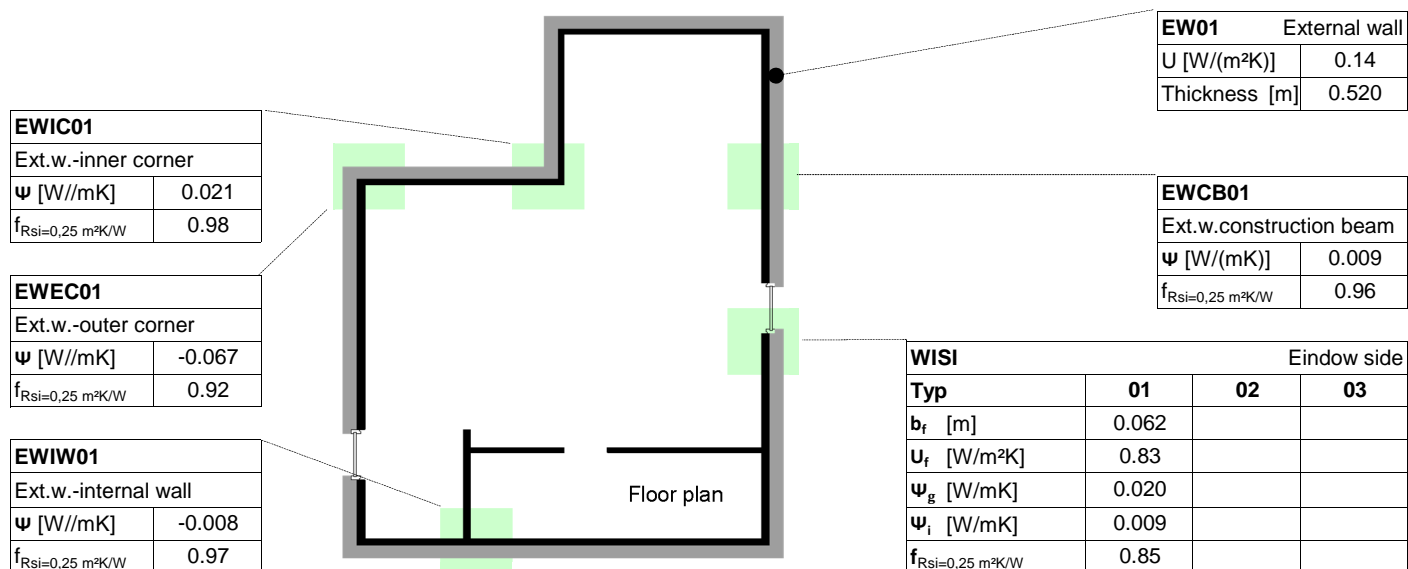 EW01 External wall
U [W/(m²K)] 0.14
Thickness [m] 0.520
EWIC01
Ext.w.-inner corner
Ψ [W//mK] 0.021
fRsi=0,25 m²K/W 0.98
EWCB01
Ext.w.construction beam
Ψ [W/(mK)] 0.009
fRsi=0,25 m²K/W 0.96
EWEC01
Ext.w.-outer corner
Ψ [W//mK] -0.067
fRsi=0,25 m²K/W 0.92
WISI Eindow side
Typ 01 02 03
bf [m] 0.062
Uf [W/m²K] 0.83
Ψg [W/mK] 0.020
Ψi [W/mK] 0.009
fRsi=0,25 m²K/W 0.85
EWIW01
Ext.w.-internal wall
Ψ [W//mK] -0.008
fRsi=0,25 m²K/W 0.97
Floor plan